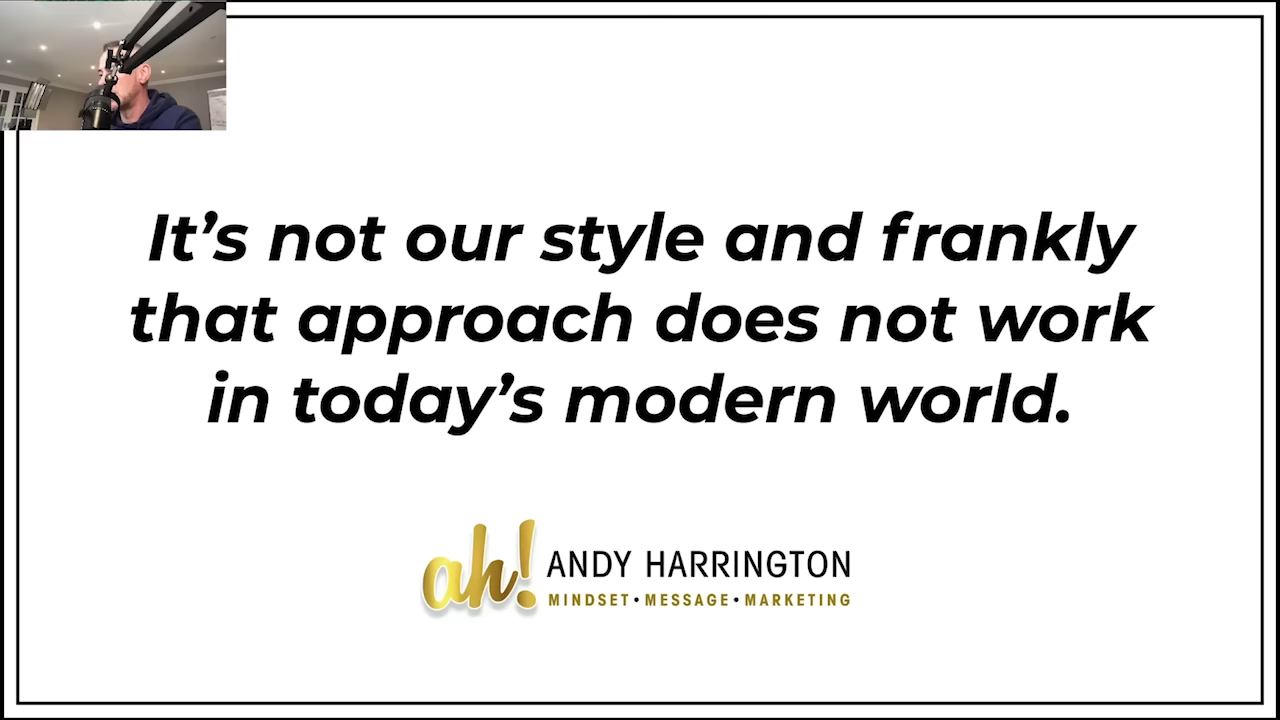 It’s not our style and frankly
that approach does not work
in today’s modern world.
ah! ANDY HARRINGTON
MINDSET • MESSAGE • MARKETING